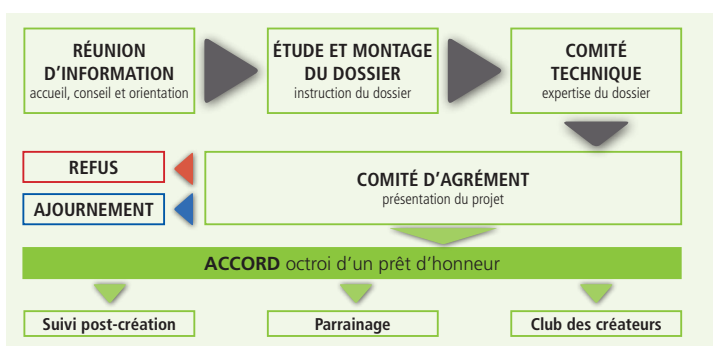 RÉUNION
D’INFORMATION
accueil, conseil et orientation
ÉTUDE ET MONTAGE
DU DOSSIER
instruction du dossier
COMITÉ
TECHNIQUE
expertise du dossier
REFUS
AJOURNEMENT
COMITÉ D’AGRÉMENT
présentation du projet
ACCORD octroi d’un prêt d’honneur
Suivi post-création
Parrainage
Club des créateurs